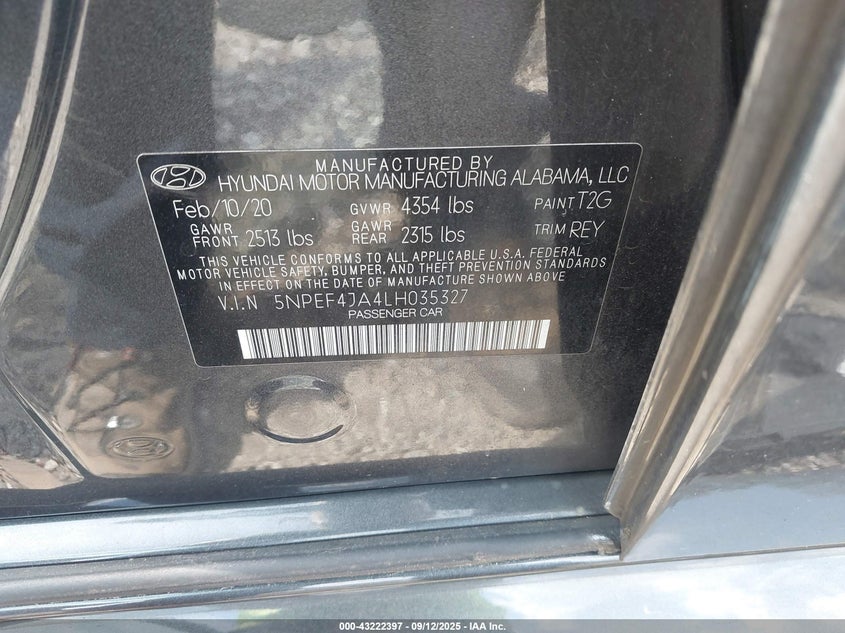 MANUFACTURED BY
HYUNDAI MOTOR MANUFACTURING ALABAMA, LLC
Feb/10/20 GVWR 4354 lbs PAINT T2G
GAWR FRONT 2513 lbs GAWR REAR 2315 lbs TRIM REY
THIS VEHICLE CONFORMS TO ALL APPLICABLE U.S.A. FEDERAL
MOTOR VEHICLE SAFETY, BUMPER, AND THEFT PREVENTION STANDARDS
IN EFFECT ON THE DATE OF MANUFACTURE SHOWN ABOVE
V.I.N 5NPEF4JA4LH035327
PASSENGER CAR
000-43222397 - 09/12/2025 - IAA Inc.